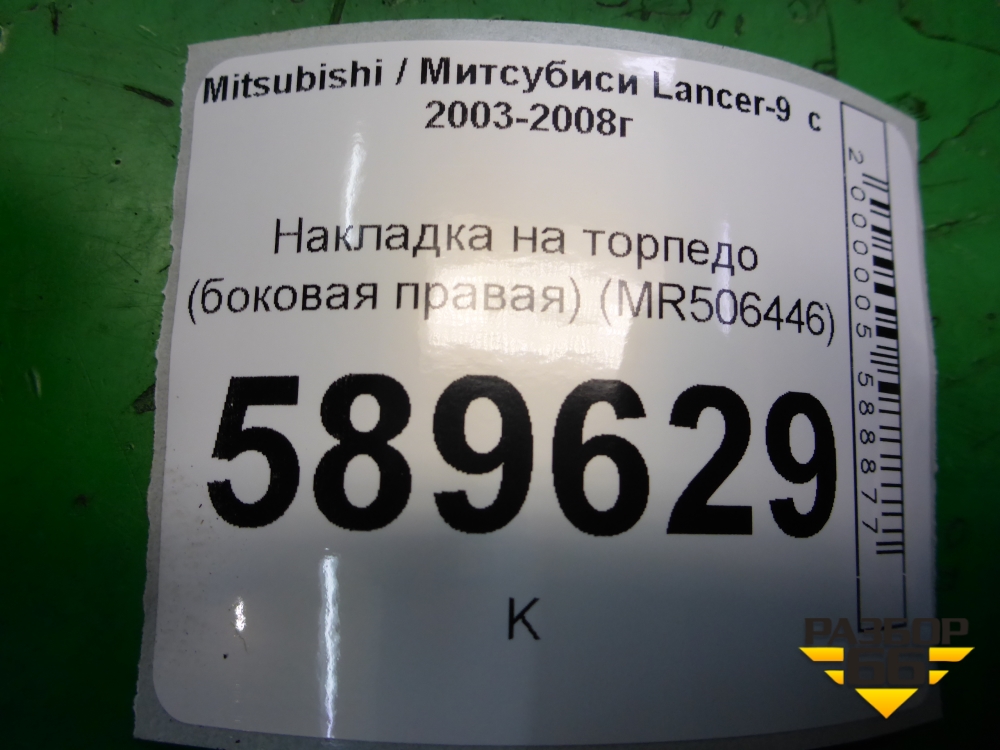 Mitsubishi / Митсубиси Lancer-9 с
2003-2008г
Накладка на торпедо
(боковая правая) (MR506446)
589629
К
2000005588877
РАЗБОР
66